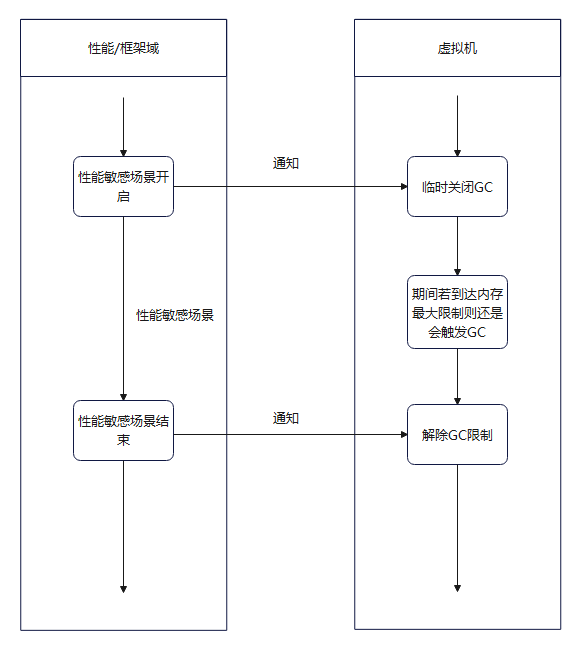 性能/框架域
虚拟机
性能敏感场景开
启
通知
临时关闭GC
性能敏感场景
期间若到达内存
最大限制则还是
会触发GC
性能敏感场景结
束
通知
解除GC限制